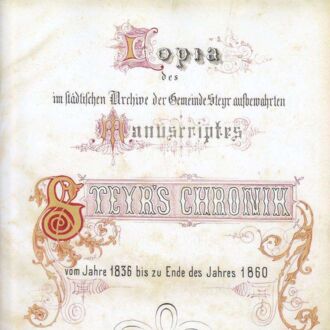 Copia
des
im städtischen Archive der Gemeinde Steyr aufbewahrten
Manuscriptes
STEYR'S CHRONIK
vom Jahre 1836 bis zu Ende des Jahres 1860